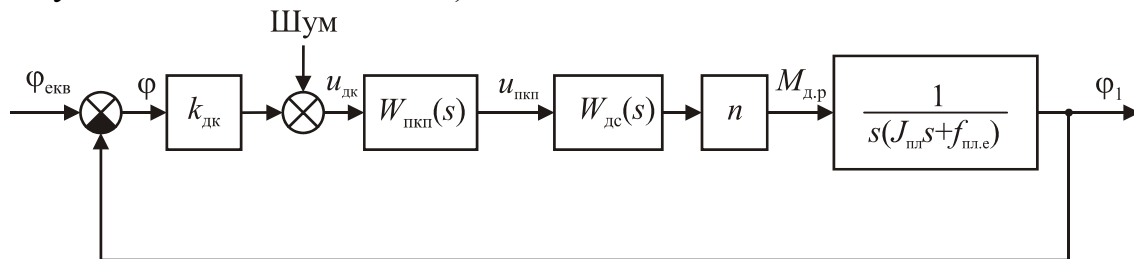 Шум
φекв
φ
kдк
uдк
Wпкп(s)
uпкп
Wдс(s)
n
Mд.р
1
s(Jплs+fпл.е)
φ1